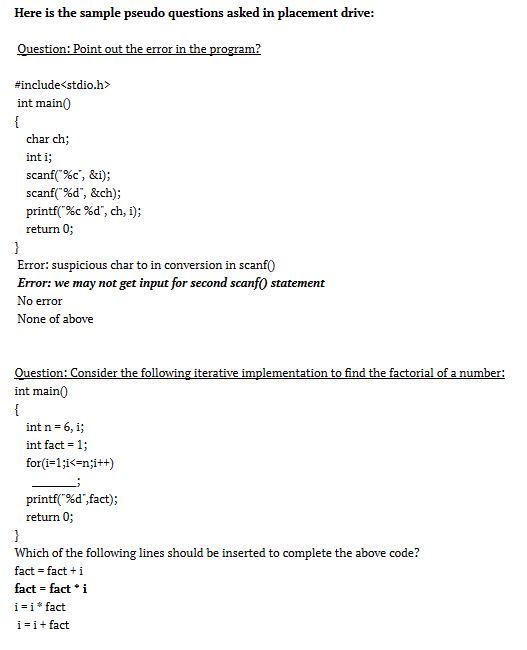 Here is the sample pseudo questions asked in placement drive:
Question: Point out the error in the program?
#include<stdio.h>
int main()
{
char ch;
int i;
scanf("%c", &i);
scanf("%d", &ch);
printf("%c %d", ch, i);
return 0;
}
Error: suspicious char to in conversion in scanf()
Error: we may not get input for second scanf() statement
No error
None of above
Question: Consider the following iterative implementation to find the factorial of a number:
int main()
{
int n = 6, i;
int fact = 1;
for(i=1;i<=n;i++)
______;
printf("%d",fact);
return 0;
}
Which of the following lines should be inserted to complete the above code?
fact = fact + i
fact = fact * i
i = i * fact
i = i + fact